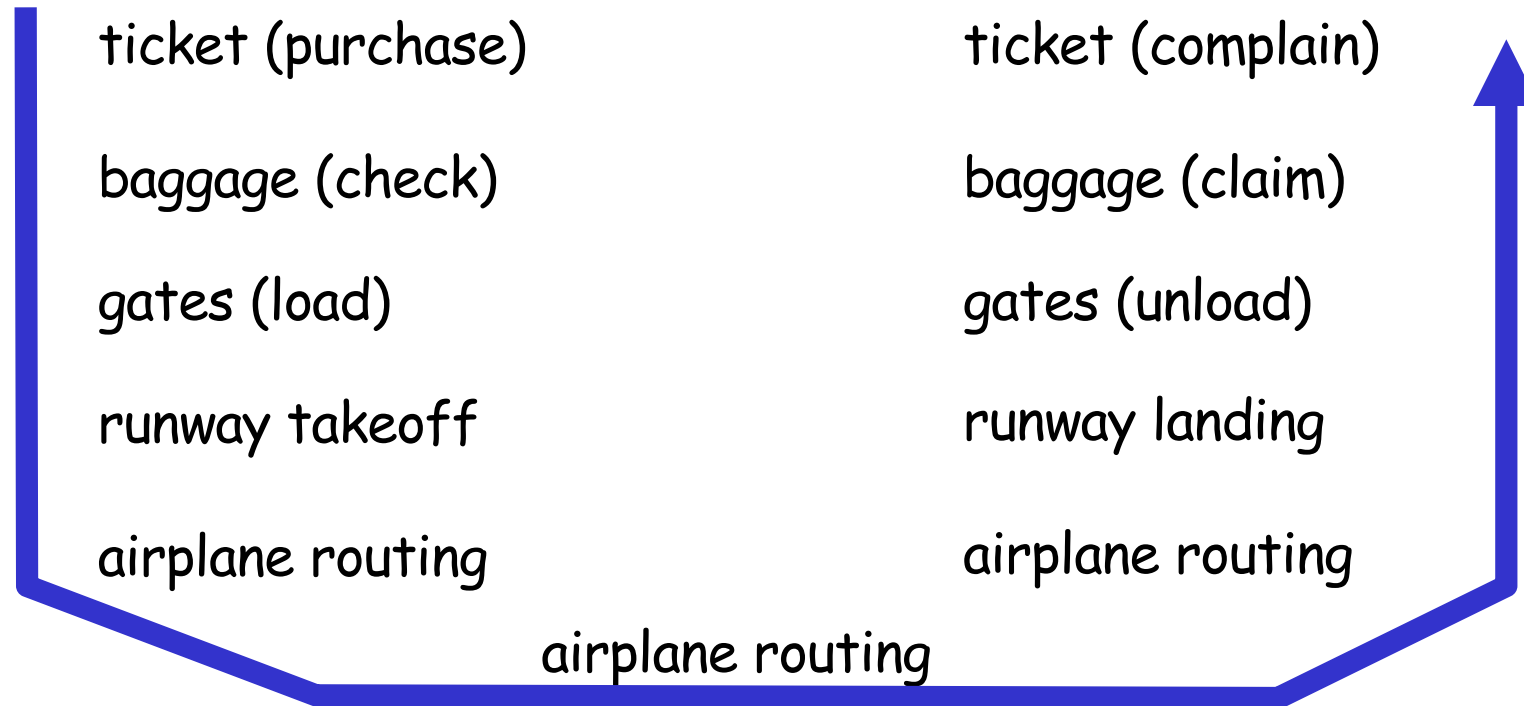 ticket (purchase)
baggage (check)
gates (load)
runway takeoff
airplane routing
ticket (complain)
baggage (claim)
gates (unload)
runway landing
airplane routing
airplane routing